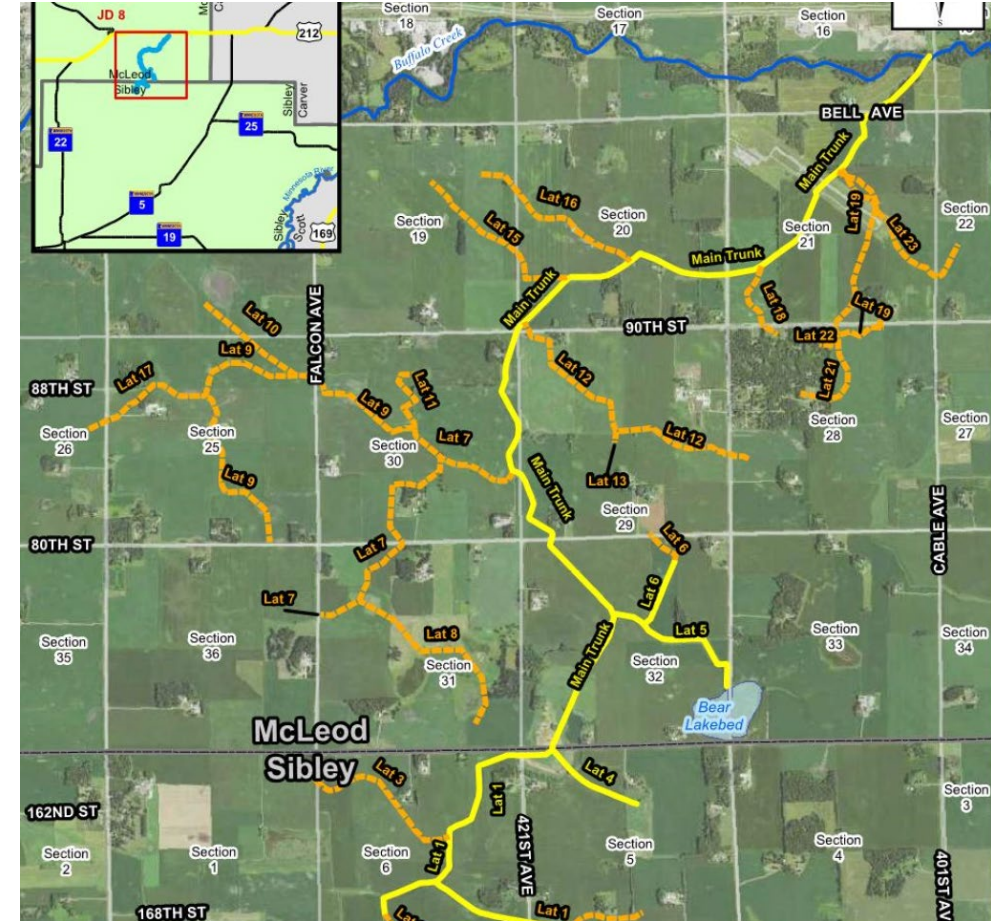 JD 8
212
McLeod
Sibley
Sibley
Carver
22
25
5
19
Minnesota River
Sibley
Scott
169
S
Section
18
Buffalo Creek
Section
17
Section
16
BELL AVE
Main Trunk
Lat 16
Section
19
Lat 15
Section
20
Lat 19
Section
21
Lat 23
Section
22
Main Trunk
Main Trunk
Lat 18
Lat 10
FALCON AVE
90TH ST
Lat 19
Lat 22
Lat 9
88TH ST
Lat 17
Lat 11
Lat 12
Lat 21
Section
26
Section
25
Lat 9
Section
30
Lat 7
Lat 12
Section
28
Section
27
Lat 9
Main Trunk
Lat 13
Section
29
CABLE AVE
80TH ST
Lat 7
Lat 6
Lat 7
Lat 6
Section
35
Section
36
Lat 8
Section
31
Main Trunk
Lat 5
Section
32
Section
33
Section
34
Bear
Lakebed
McLeod
Sibley
Lat 3
Lat 4
162ND ST
Lat 1
Section
3
Section
2
Section
1
Section
6
Lat 1
421ST AVE
Section
5
Section
4
168TH ST
Lat 1